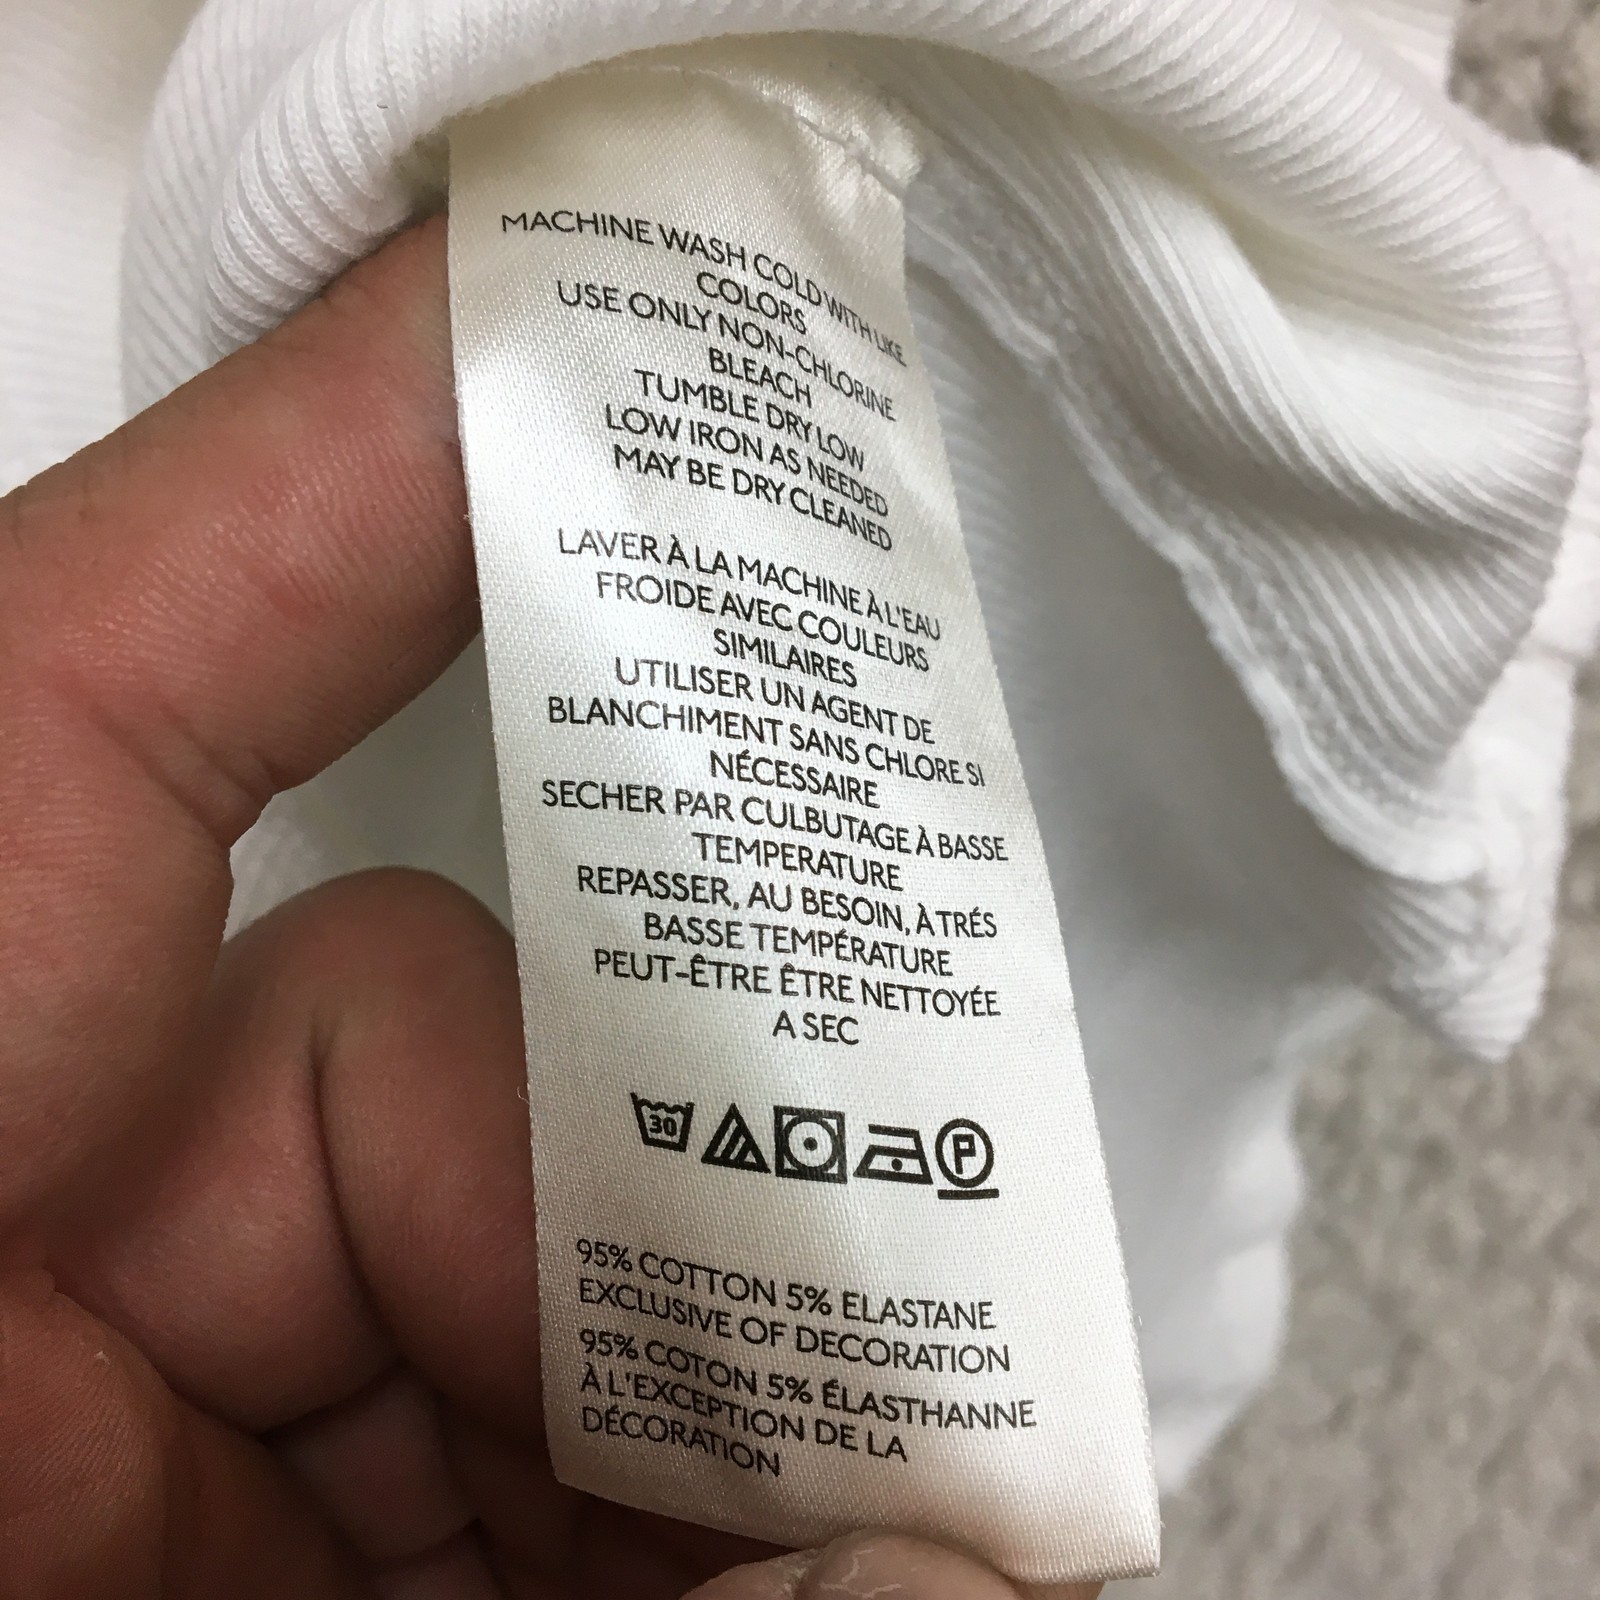 MACHINE WASH COLD WITH LIKE
COLORS
USE ONLY NON-CHLORINE
BLEACH
TUMBLE DRY LOW
LOW IRON AS NEEDED
MAY BE DRY CLEANED
LAVER À LA MACHINE À L'EAU
FROIDE AVEC COULEURS
SIMILAIRES
UTILISER UN AGENT DE
BLANCHIMENT SANS CHLORE SI
NÉCESSAIRE
SECHER PAR CULBUTAGE À BASSE
TEMPERATURE
REPASSER, AU BESOIN, À TRÉS
BASSE TEMPÉRATURE
PEUT-ÊTRE ÊTRE NETTOYÉE
A SEC
30 P
95% COTTON 5% ELASTANE
EXCLUSIVE OF DECORATION
95% COTON 5% ÉLASTHANNE
À L'EXCEPTION DE LA
DÉCORATION